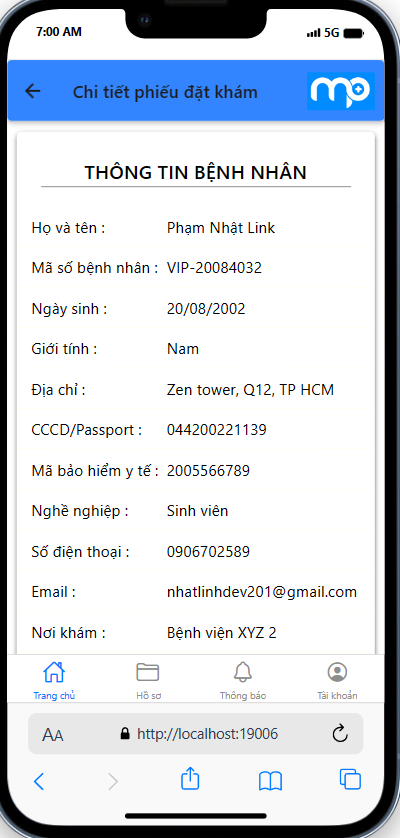 7:00 AM
5G
Chi tiết phiếu đặt khám
mp
THÔNG TIN BỆNH NHÂN
Họ và tên : Phạm Nhật Link
Mã số bệnh nhân : VIP-20084032
Ngày sinh : 20/08/2002
Giới tính : Nam
Địa chỉ : Zen tower, Q12, TP HCM
CCCD/Passport : 044200221139
Mã bảo hiểm y tế : 2005566789
Nghề nghiệp : Sinh viên
Số điện thoại : 0906702589
Email : nhatlinhdev201@gmail.com
Nơi khám : Bệnh viện XYZ 2
Trang chủ Hồ sơ Thông báo Tài khoản
AA http://localhost:19006